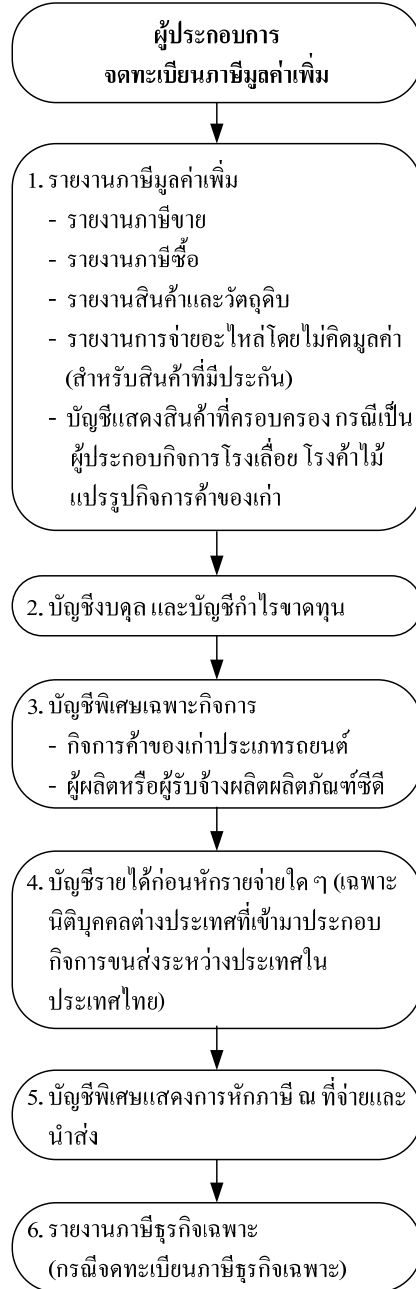 ผู้ประกอบการ
จดทะเบียนภาษีมูลค่าเพิ่ม
1. รายงานภาษีมูลค่าเพิ่ม
- รายงานภาษีขาย
- รายงานภาษีซื้อ
- รายงานสินค้าและวัตถุดิบ
- รายงานการจ่ายอะไหล่โดยไม่คิดมูลค่า
(สำหรับสินค้าที่มีประกัน)
- บัญชีแสดงสินค้าที่ครอบครอง กรณีเป็น
ผู้ประกอบกิจการโรงเลื่อย โรงค้าไม้
แปรรูปกิจการค้าของเก่า
2. บัญชีงบดุล และบัญชีกำไรขาดทุน
3. บัญชีพิเศษเฉพาะกิจการ
- กิจการค้าของเก่าประเภทรถยนต์
- ผู้ผลิตหรือผู้รับจ้างผลิตผลิตภัณฑ์ซีดี
4. บัญชีรายได้ก่อนหักรายจ่ายใด ๆ (เฉพาะ
นิติบุคคลต่างประเทศที่เข้ามาประกอบ
กิจการขนส่งระหว่างประเทศใน
ประเทศไทย)
5. บัญชีพิเศษแสดงการหักภาษี ณ ที่จ่ายและ
นำส่ง
6. รายงานภาษีธุรกิจเฉพาะ
(กรณีจดทะเบียนภาษีธุรกิจเฉพาะ)